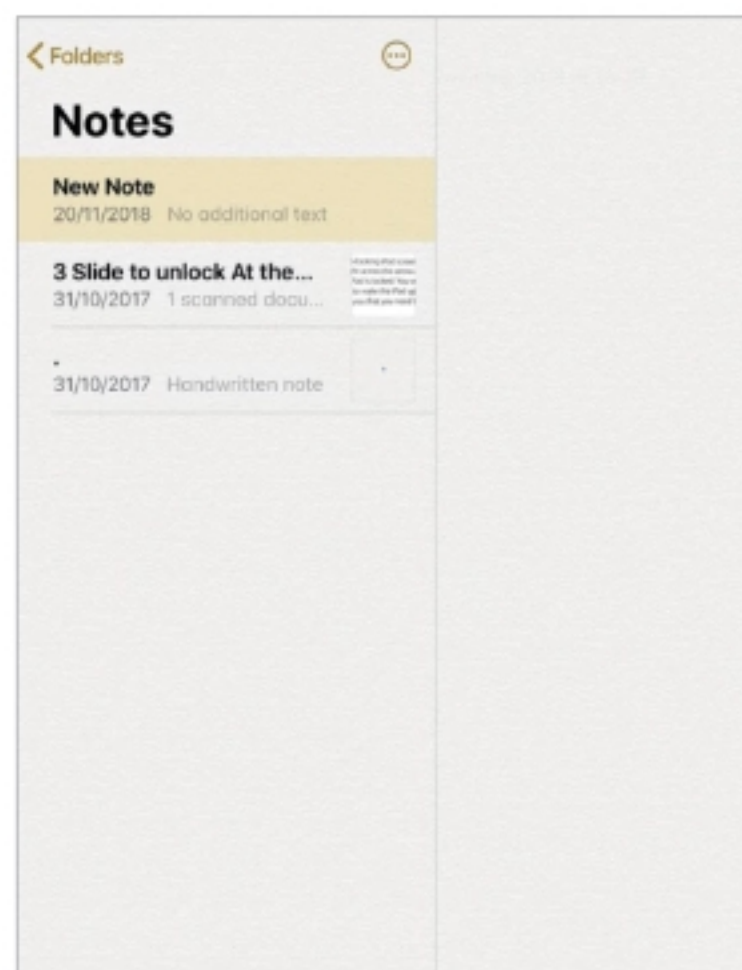 Folders
Notes
New Note
20/11/2018 No additional text
3 Slide to unlock At the...
31/10/2017 1 scanned docu...
.
31/10/2017 Handwritten note